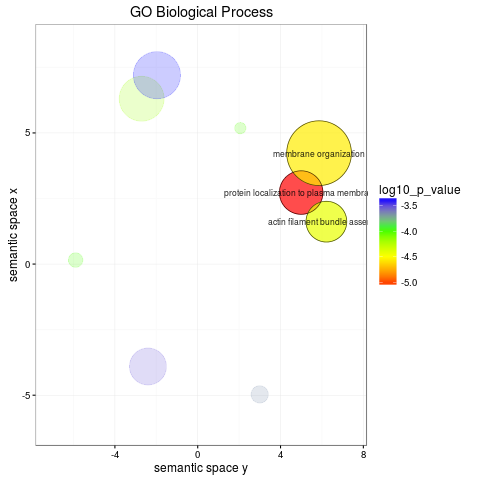 GO Biological Process
membrane organization
protein localization to plasma membra
actin filament bundle asse
log10_p_value
-3.5
-4.0
-4.5
-5.0
5
0
-5
semantic space x
-4
0
4
8
semantic space y